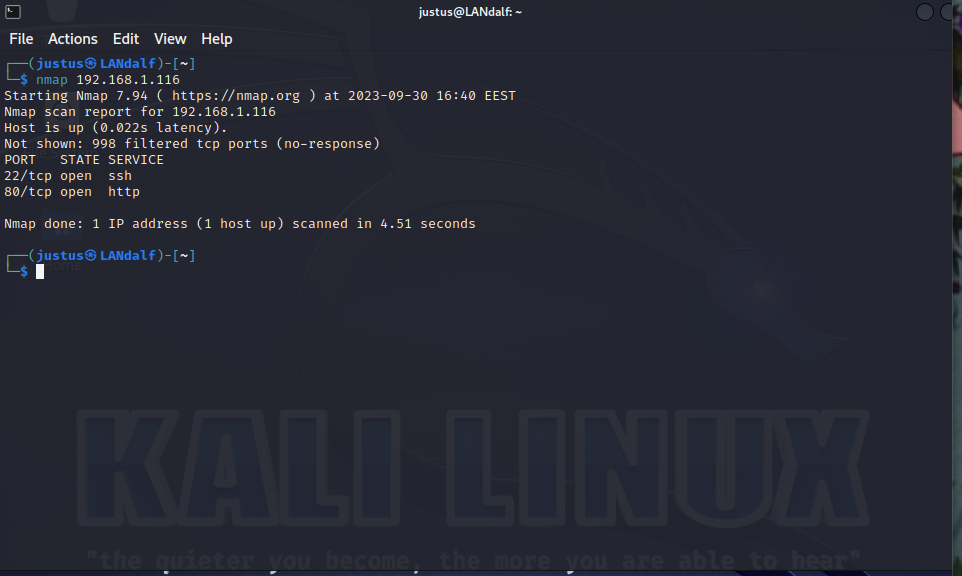 justus@LANdalf: ~
File Actions Edit View Help
┌──(justus㉿LANdalf)-[~]
└─$ nmap 192.168.1.116
Starting Nmap 7.94 ( https://nmap.org ) at 2023-09-30 16:40 EEST
Nmap scan report for 192.168.1.116
Host is up (0.022s latency).
Not shown: 998 filtered tcp ports (no-response)
PORT   STATE SERVICE
22/tcp open  ssh
80/tcp open  http
Nmap done: 1 IP address (1 host up) scanned in 4.51 seconds
┌──(justus㉿LANdalf)-[~]
└─$
Home
KALI LINUX
"the quieter you become, the more you are able to hear"